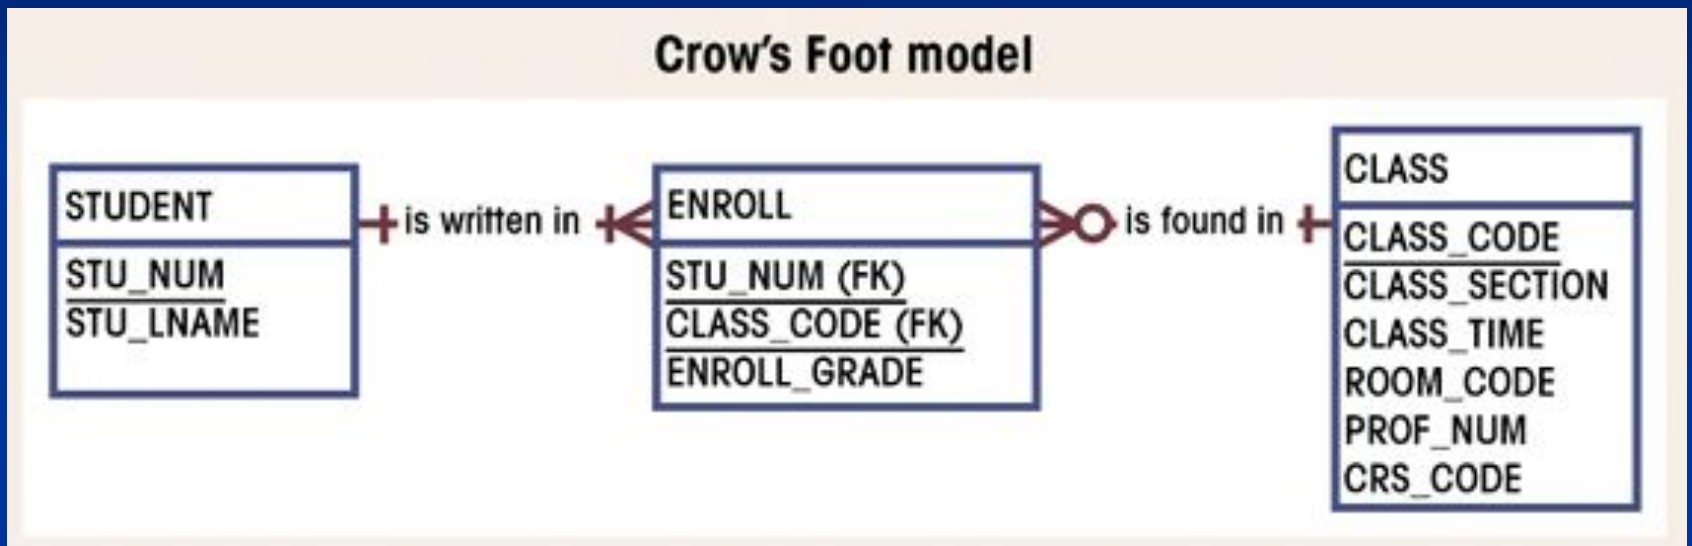 Crow's Foot model
STUDENT
STU_NUM
STU_LNAME
is written in
ENROLL
STU_NUM (FK)
CLASS_CODE (FK)
ENROLL_GRADE
is found in
CLASS
CLASS_CODE
CLASS_SECTION
CLASS_TIME
ROOM_CODE
PROF_NUM
CRS_CODE